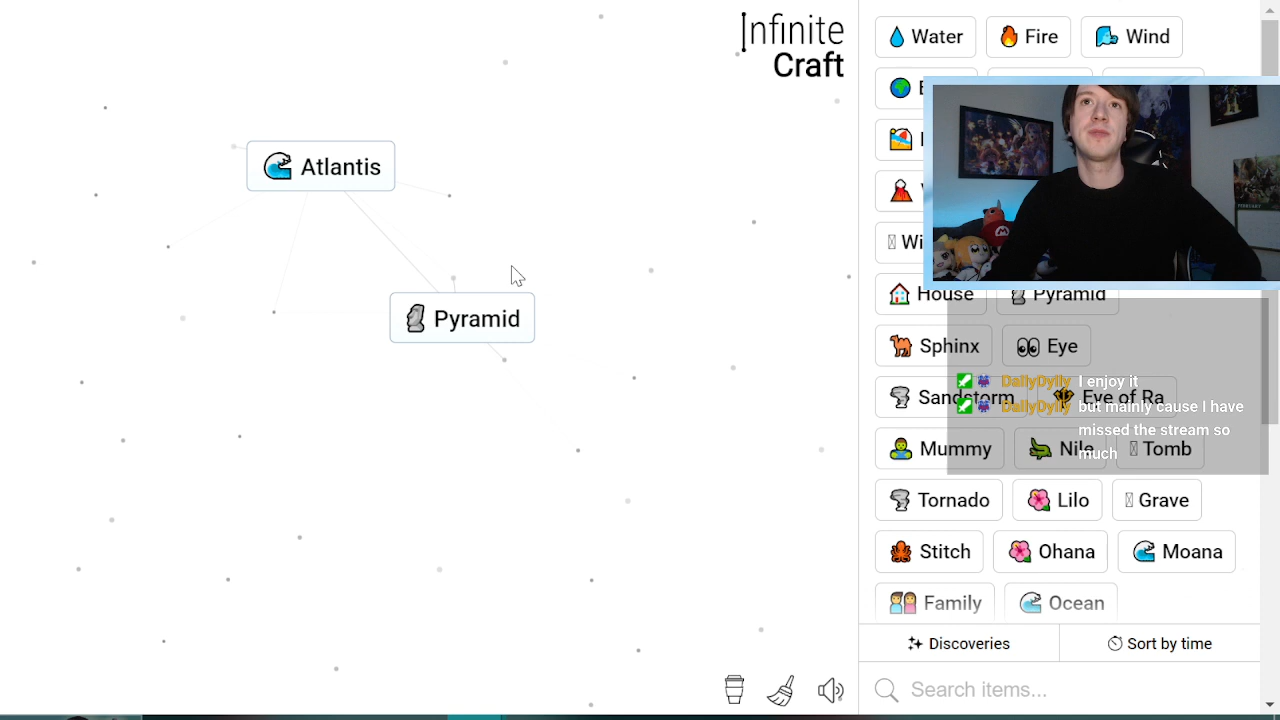 Infinite
Craft
Water
Fire
Wind
Atlantis
Pyramid
House
Pyramid
Sphinx
Eye
DailyDylly I enjoy it
Sandstorm
Eye of Ra
DailyDylly but mainly cause I have
missed the stream so
much
Mummy
Nile
Tomb
Tornado
Lilo
Grave
Stitch
Ohana
Moana
Family
Ocean
Discoveries
Sort by time
Search items...